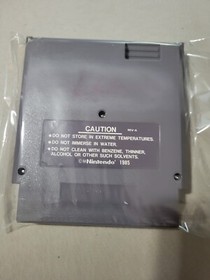 CAUTION
REV-A
●DO NOT STORE IN EXTREME TEMPERATURES.
●DO NOT IMMERSE IN WATER.
●DO NOT CLEAN WITH BENZENE, THINNER,
ALCOHOL OR OTHER SUCH SOLVENTS.
©Nintendo 1985